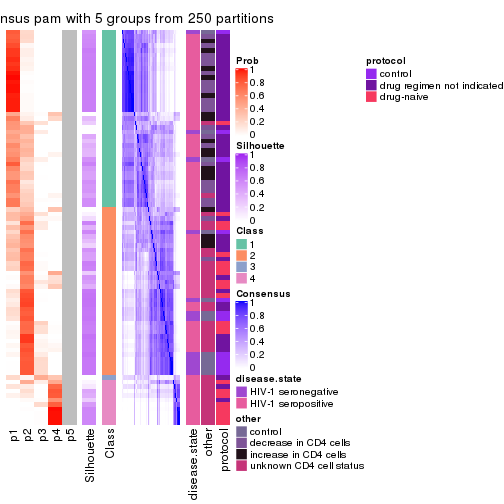 nsus pam with 5 groups from 250 partitions
Prob
1
0.8
0.6
0.4
0.2
0
Silhouette
1
0.8
0.6
0.4
0.2
0
Class
1
2
3
4
Consensus
1
0.8
0.6
0.4
0.2
0
disease.state
HIV-1 seronegative
HIV-1 seropositive
other
control
decrease in CD4 cells
increase in CD4 cells
unknown CD4 cell status
protocol
control
drug regimen not indicated
drug-naive
p1
p2
p3
p4
p5
Silhouette
Class
disease.state
other
protocol